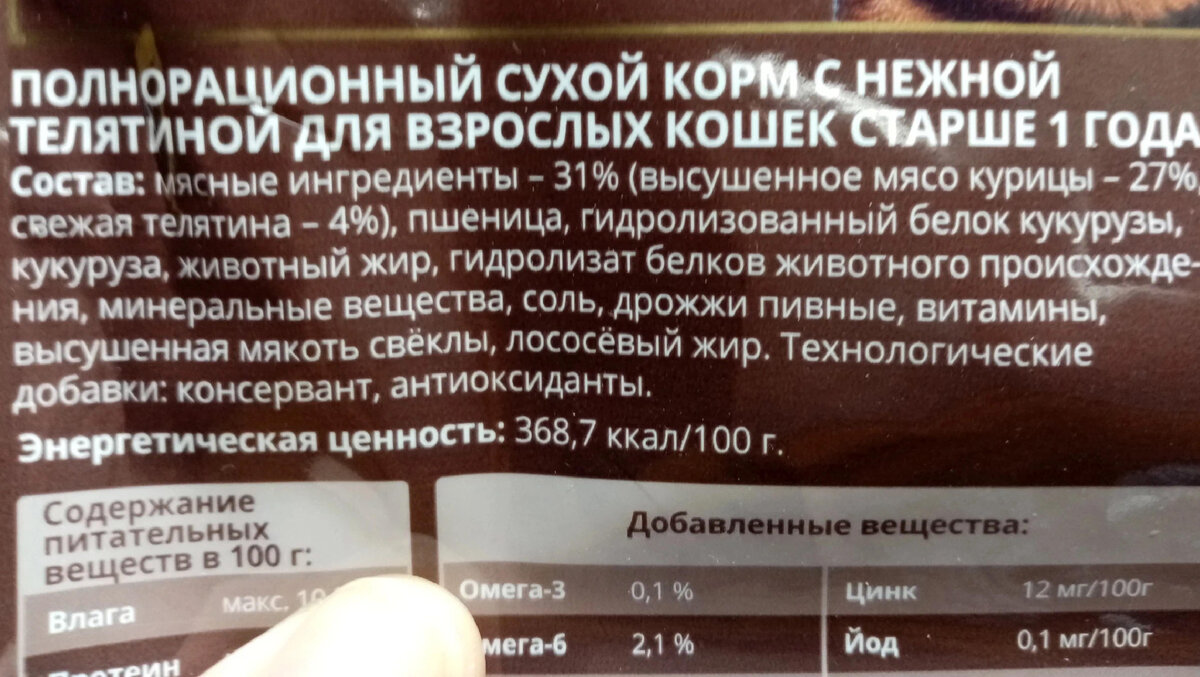 ПОЛНОРАЦИОННЫЙ СУХОЙ КОРМ С НЕЖНОЙ
ТЕЛЯТИНОЙ ДЛЯ ВЗРОСЛЫХ КОШЕК СТАРШЕ 1 ГОДА
Состав: мясные ингредиенты – 31% (высушенное мясо курицы – 27%,
свежая телятина – 4%), пшеница, гидролизованный белок кукурузы,
кукуруза, животный жир, гидролизат белков животного происхожде-
ния, минеральные вещества, соль, дрожжи пивные, витамины,
высушенная мякоть свёклы, лососёвый жир. Технологические
добавки: консервант, антиоксиданты.
Энергетическая ценность: 368,7 ккал/100 г.
Содержание
питательных
веществ в 100 г:
Влага макс.
Протеин
Добавленные вещества:
Омега-3 0,1 % Цинк 12 мг/100г
мега-6 2,1 % Йод 0,1 мг/100г